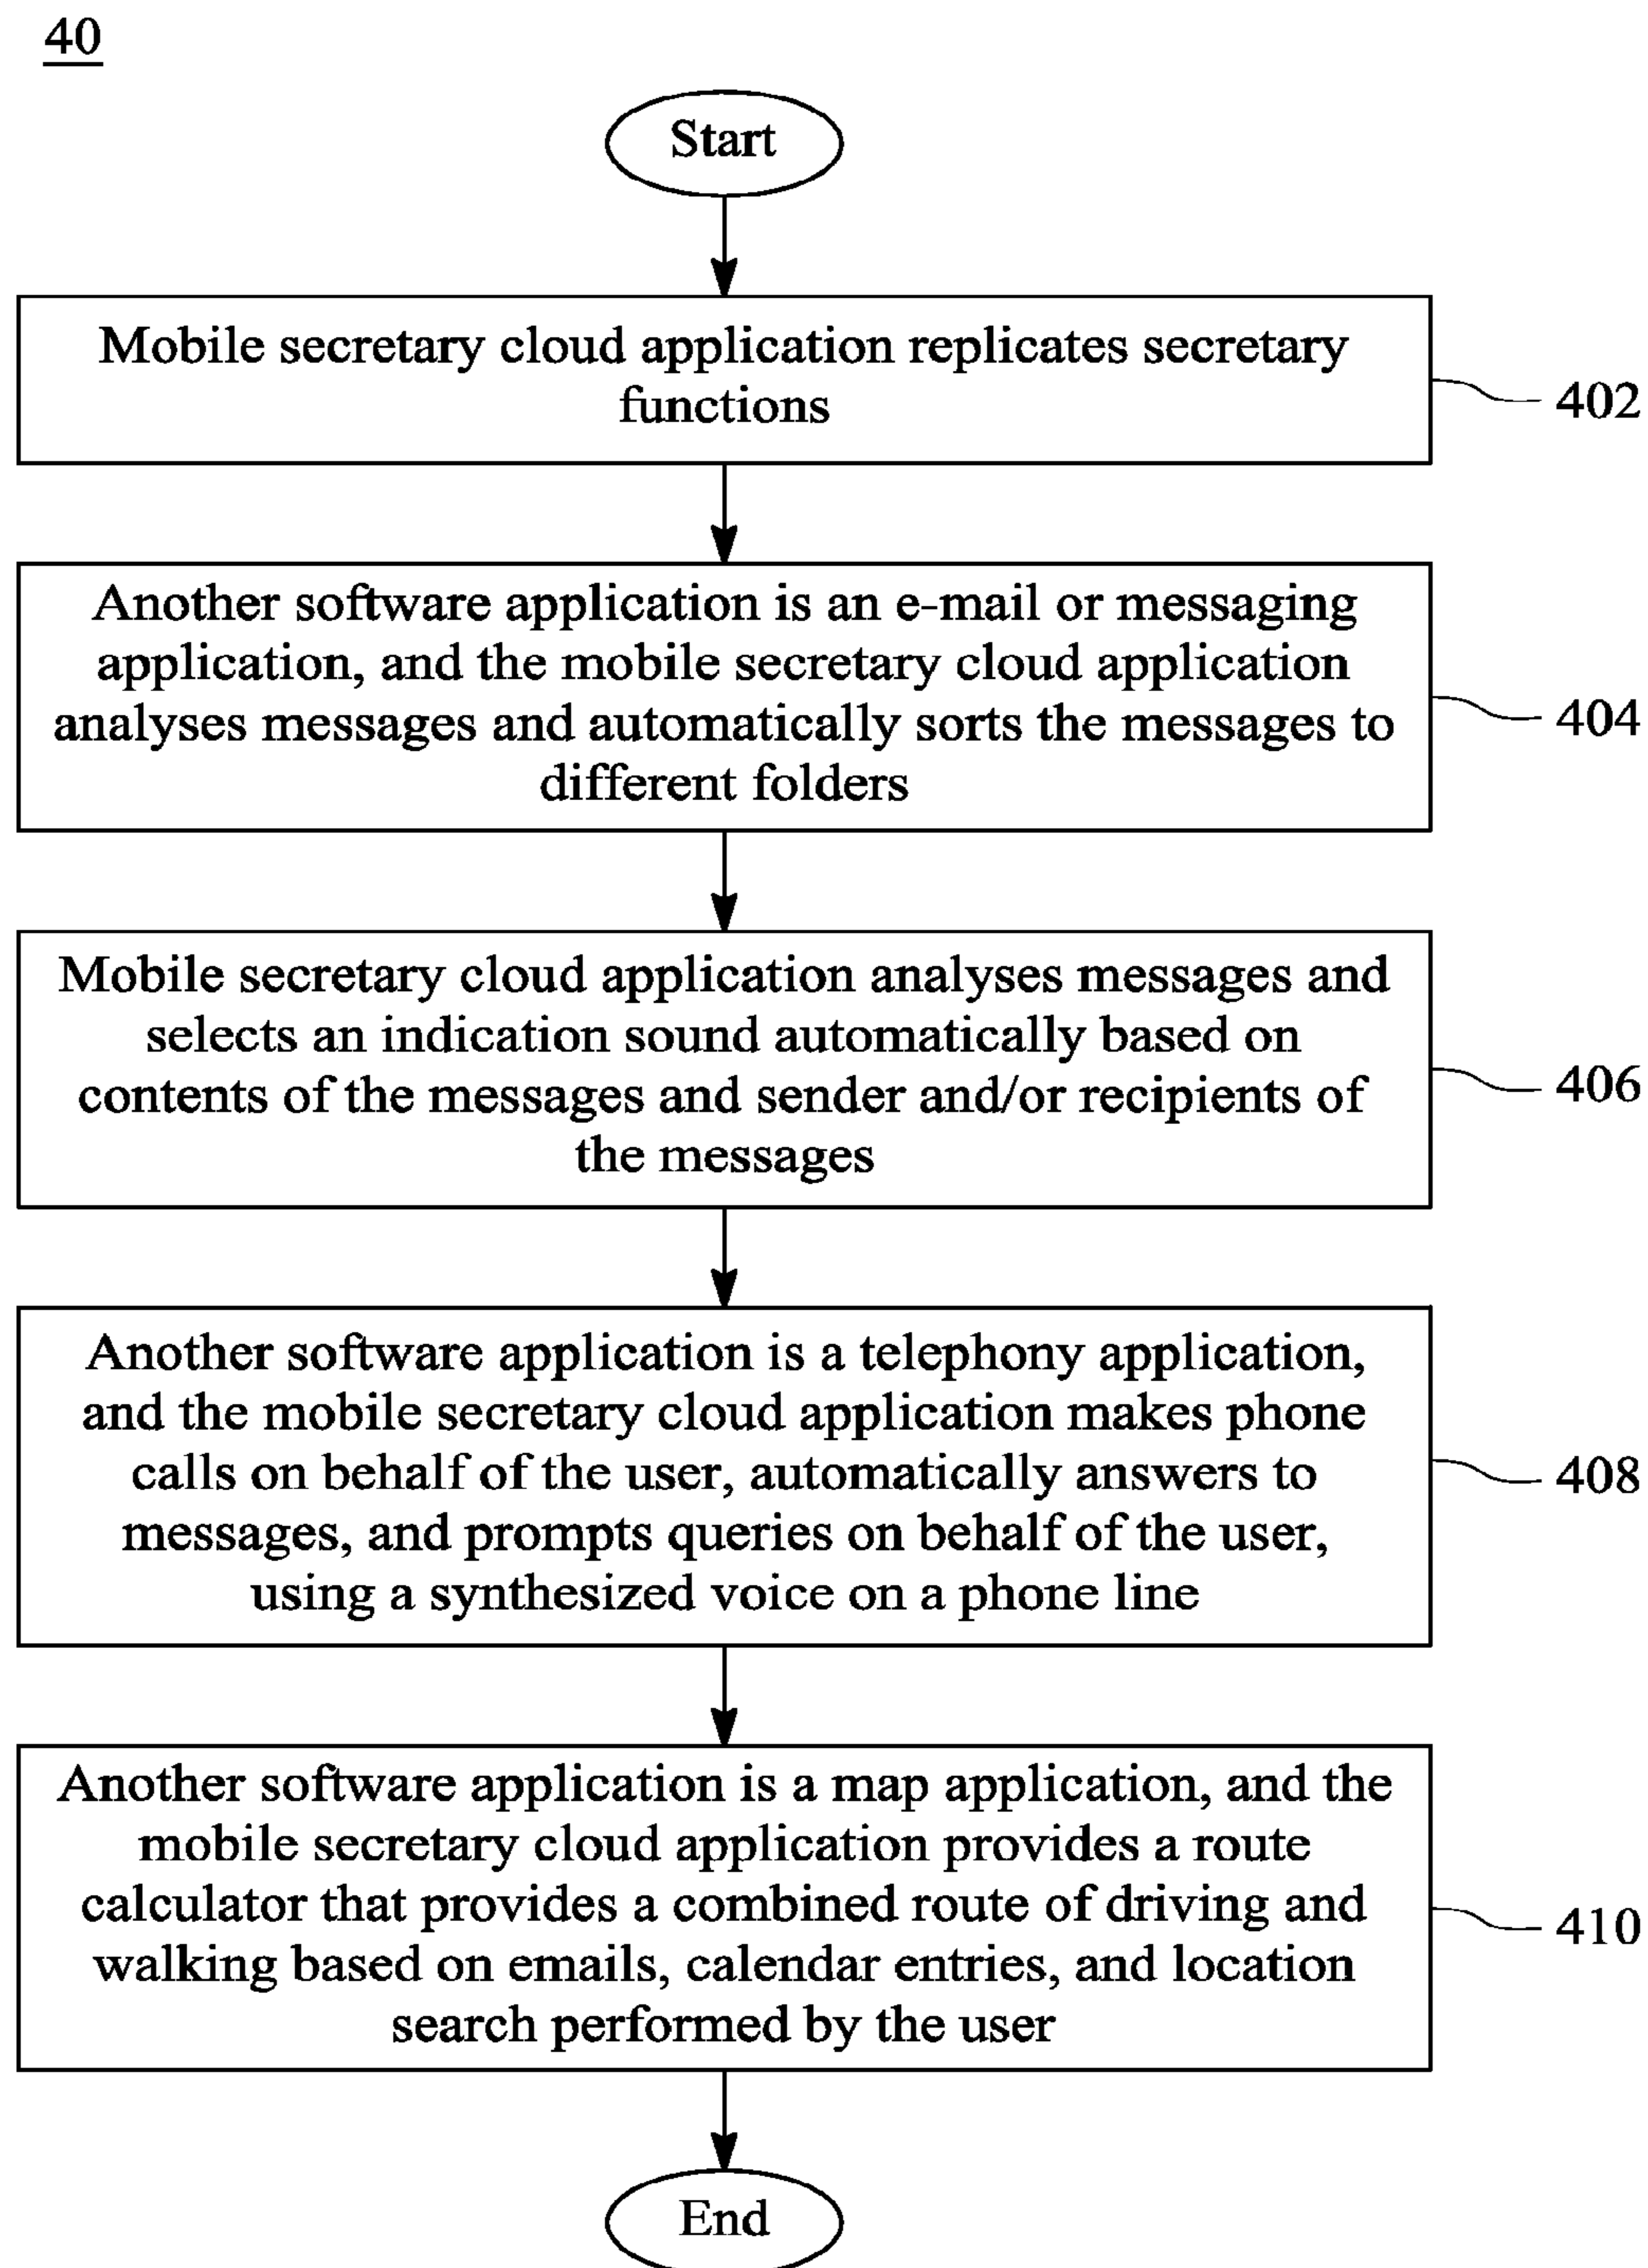 40
Start
Mobile secretary cloud application replicates secretary
functions
402
Another software application is an e-mail or messaging
application, and the mobile secretary cloud application
analyses messages and automatically sorts the messages to
different folders
404
Mobile secretary cloud application analyses messages and
selects an indication sound automatically based on
contents of the messages and sender and/or recipients of
the messages
406
Another software application is a telephony application,
and the mobile secretary cloud application makes phone
calls on behalf of the user, automatically answers to
messages, and prompts queries on behalf of the user,
using a synthesized voice on a phone line
408
Another software application is a map application, and the
mobile secretary cloud application provides a route
calculator that provides a combined route of driving and
walking based on emails, calendar entries, and location
search performed by the user
410
End